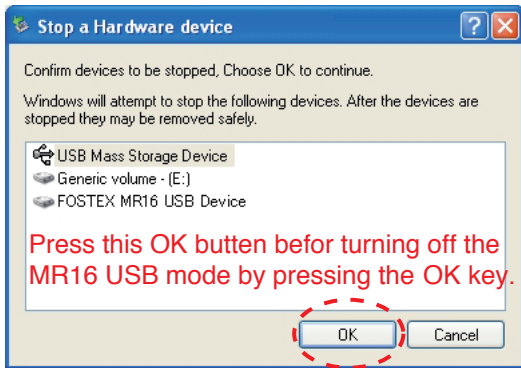 Stop a Hardware device
Confirm devices to be stopped, Choose OK to continue.
Windows will attempt to stop the following devices. After the devices are
stopped they may be removed safely.
USB Mass Storage Device
Generic volume - (E:)
FOSTEX MR16 USB Device
Press this OK butten befor turning off the
MR16 USB mode by pressing the OK key.
OK Cancel